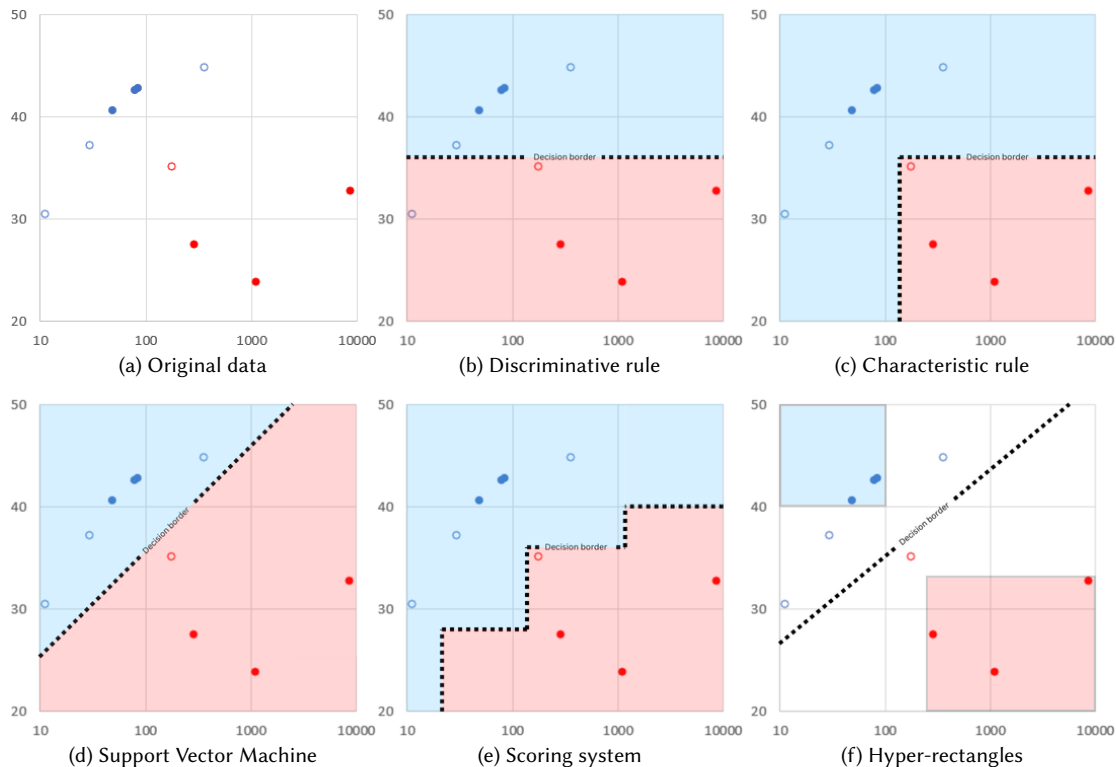 50
40
30
20
10 100 1000 10000
(a) Original data
50
40
30
20
Decision border
10 100 1000 10000
(b) Discriminative rule
50
40
30
20
Decision border
10 100 1000 10000
(c) Characteristic rule
50
40
30
20
Decision border
10 100 1000 10000
(d) Support Vector Machine
50
40
30
20
Decision border
10 100 1000 10000
(e) Scoring system
50
40
30
20
Decision border
10 100 1000 10000
(f) Hyper-rectangles